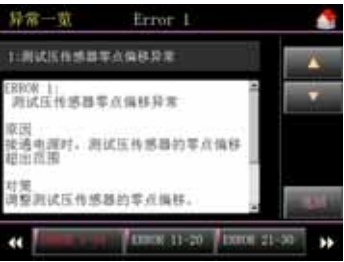 异常一览 Error 1
1:测试压传感器零点偏移异常
ERROR 1:
测试压传感器零点偏移异常
原因
接通电源时，测试压传感器的零点偏移
超出范围
对策
调整测试压传感器的零点偏移。
ERROR 11-20 ERROR 21-30